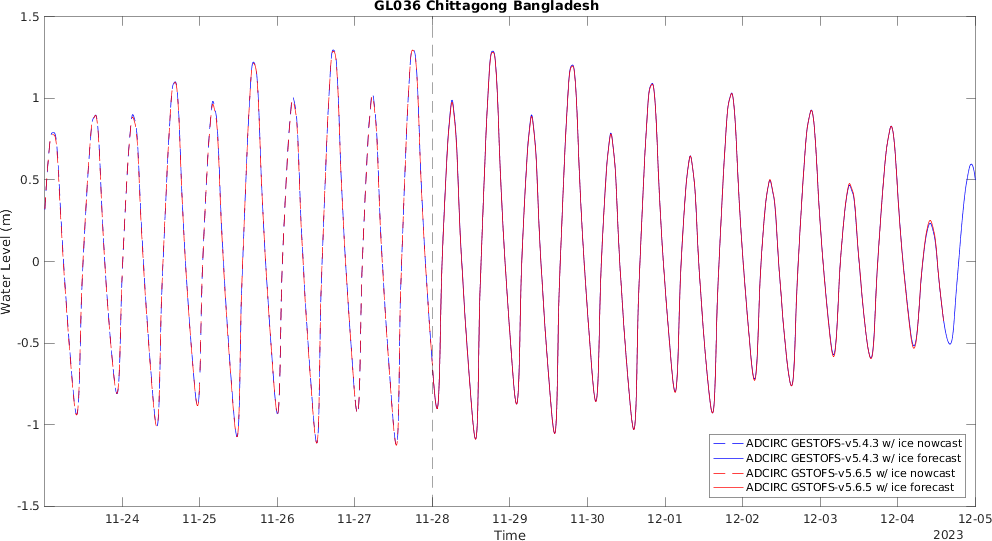 GL036 Chittagong Bangladesh
1.5
1
0.5
0
-0.5
-1
-1.5
Water Level (m)
11-24
11-25
11-26
11-27
11-28
11-29
11-30
12-01
12-02
12-03
12-04
12-05
Time
2023
ADCIRC GESTOFS-v5.4.3 w/ ice nowcast
ADCIRC GESTOFS-v5.4.3 w/ ice forecast
ADCIRC GSTOFS-v5.6.5 w/ ice nowcast
ADCIRC GSTOFS-v5.6.5 w/ ice forecast